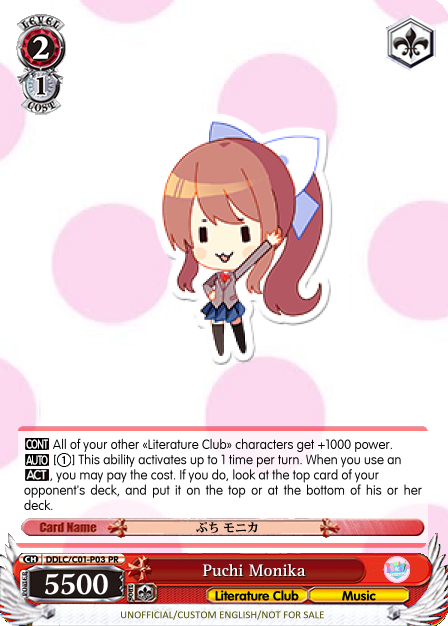 LEVEL
2
1
COST
CONT All of your other «Literature Club» characters get +1000 power.
AUTO [①] This ability activates up to 1 time per turn. When you use an
ACT, you may pay the cost. If you do, look at the top card of your
opponent's deck, and put it on the top or at the bottom of his or her
deck.
Card Name ぷち モニカ
CH DDLC/C01-P03 PR
POWER 5500 SOUL Puchi Monika
Literature Club Music
UNOFFICIAL/CUSTOM ENGLISH/NOT FOR SALE